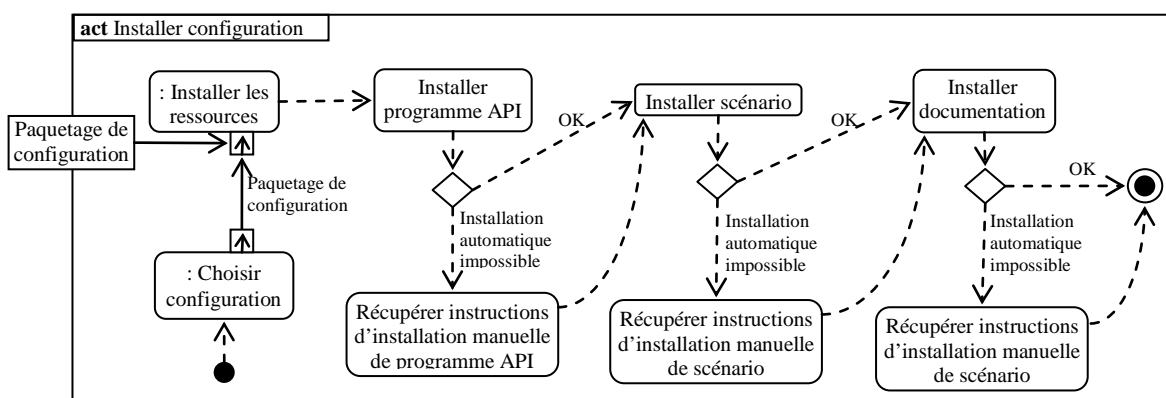 act Installer configuration
: Installer les
ressources
Paquetage de
configuration
Paquetage de
configuration
: Choisir
configuration
Installer
programme API
OK
Installation
automatique
impossible
Récupérer instructions
d’installation manuelle
de programme API
Installer scénario
OK
Installation
automatique
impossible
Récupérer instructions
d’installation manuelle
de scénario
Installer
documentation
OK
Installation
automatique
impossible
Récupérer instructions
d’installation manuelle
de scénario